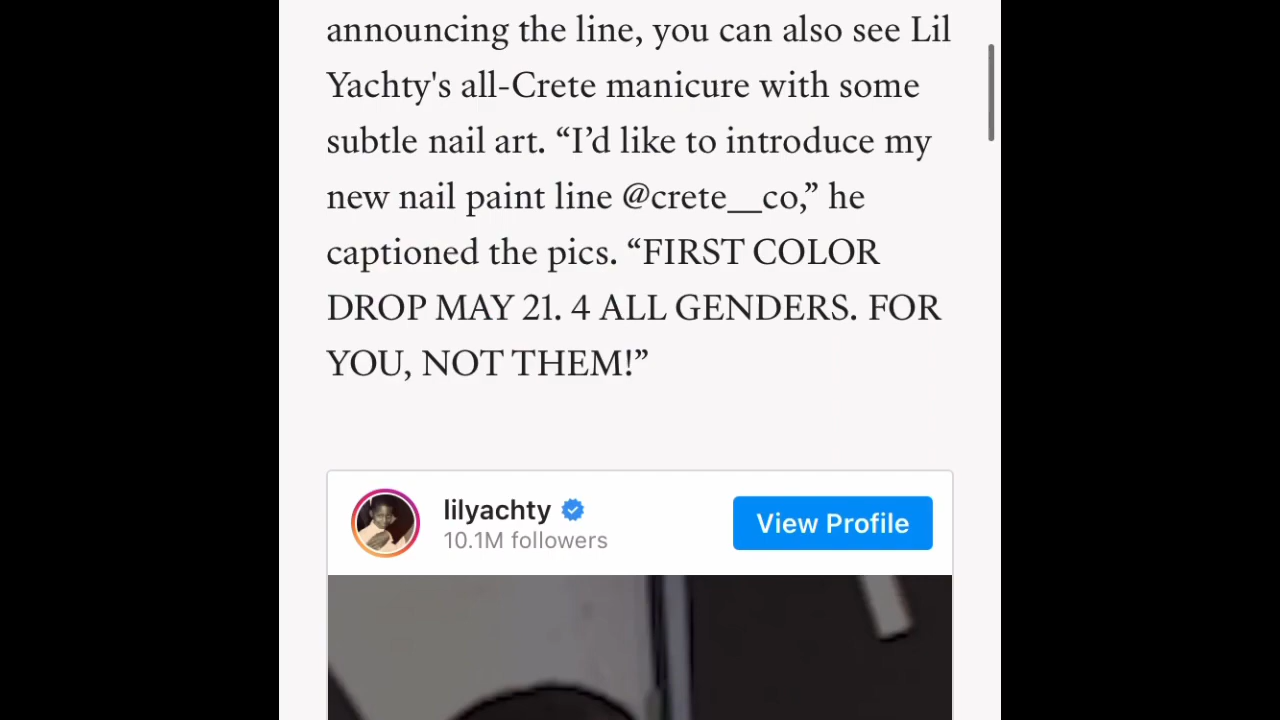 announcing the line, you can also see Lil
Yachty's all-Crete manicure with some
subtle nail art. “I’d like to introduce my
new nail paint line @crete__co,” he
captioned the pics. “FIRST COLOR
DROP MAY 21. 4 ALL GENDERS. FOR
YOU, NOT THEM!”
lilyachty
10.1M followers
View Profile